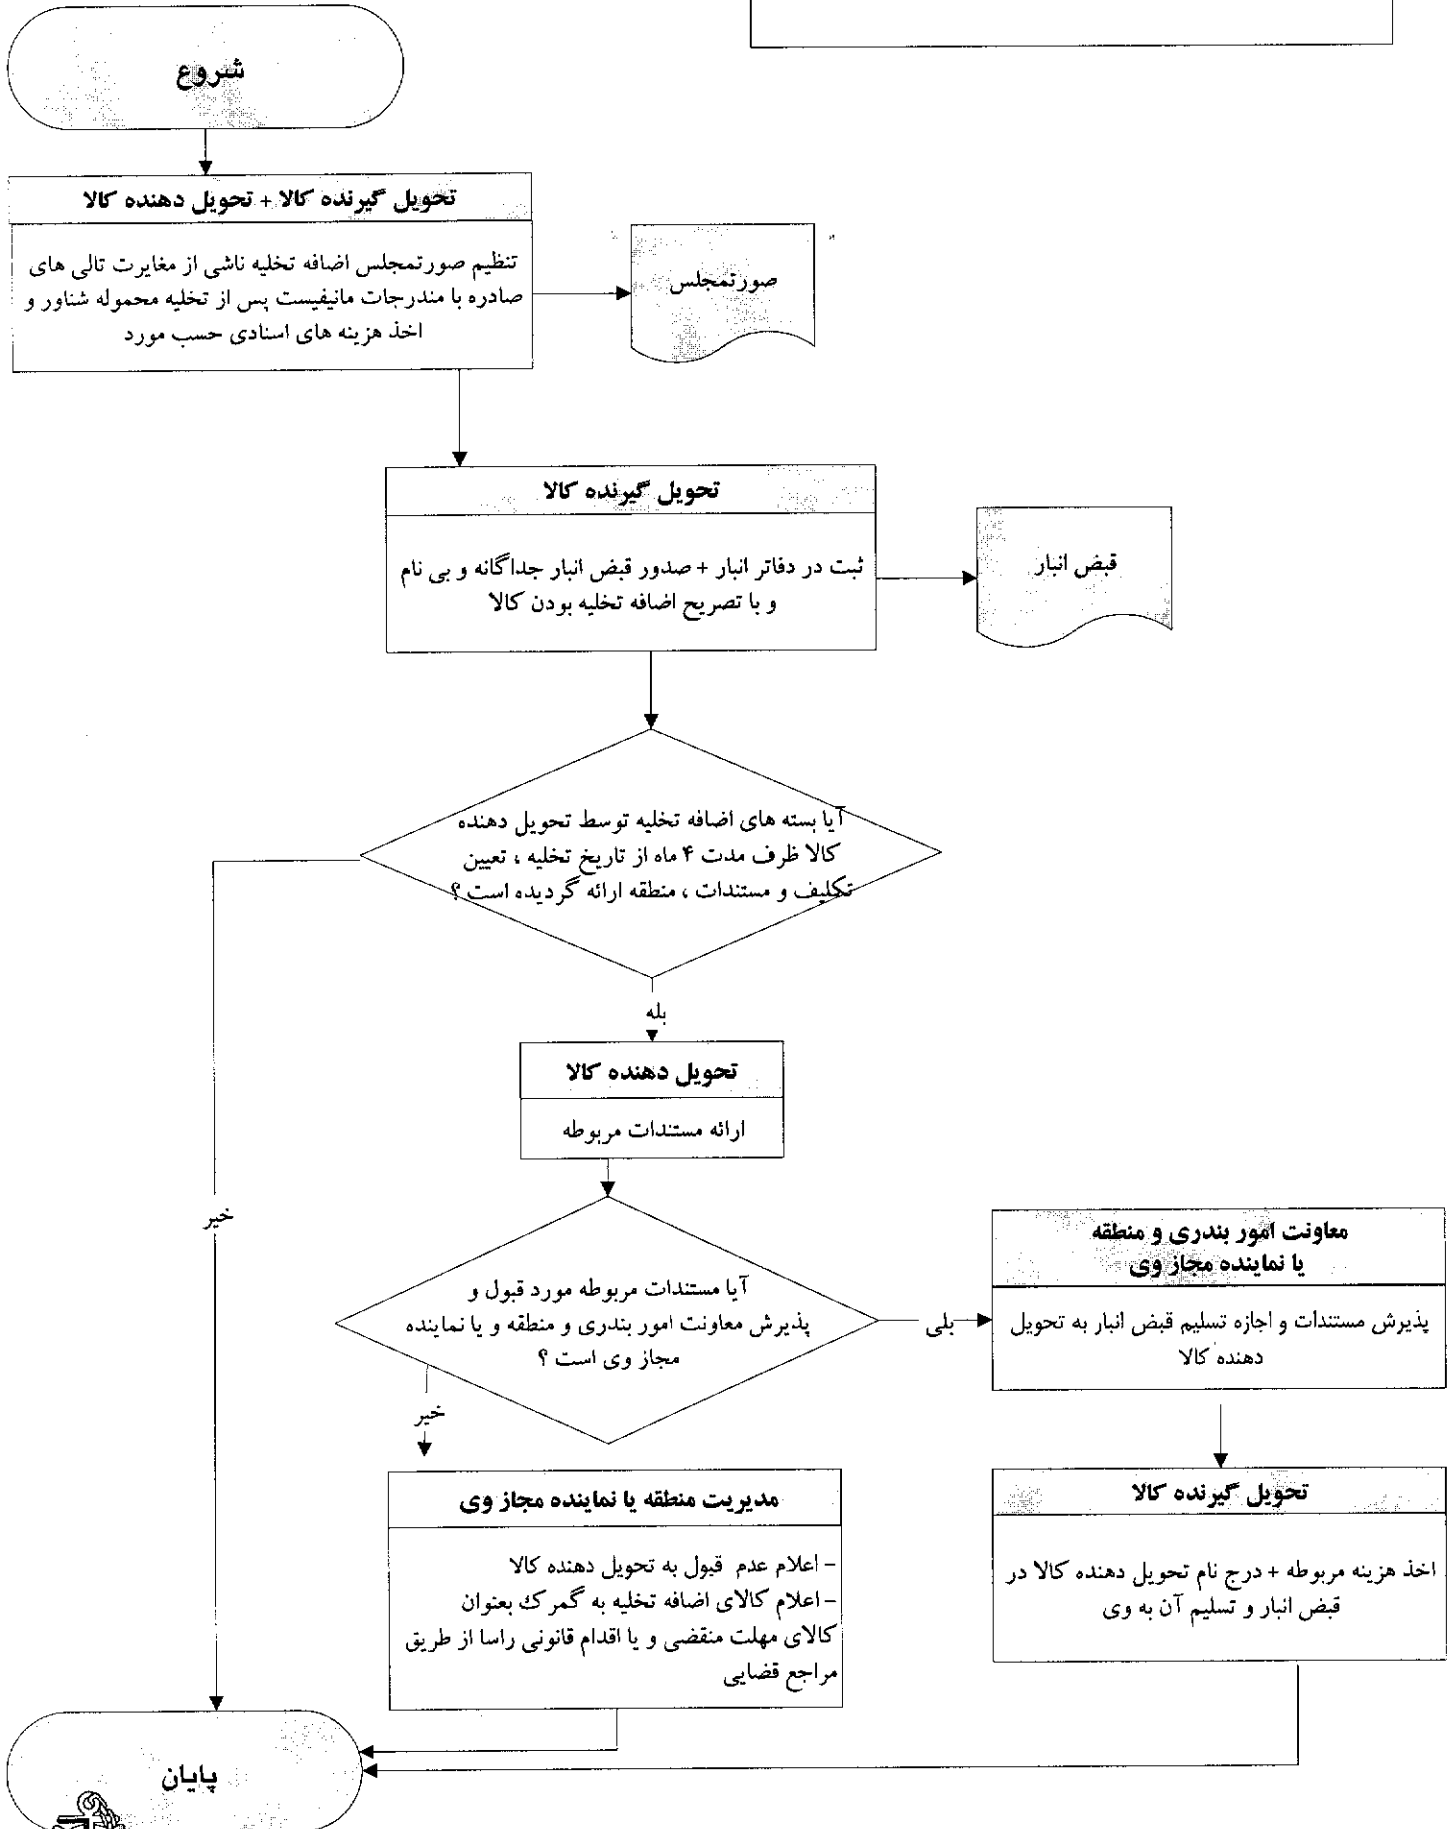 شروع
تحویل گیرنده کالا + تحویل دهنده کالا
تنظیم صورتمجلس اضافه تخلیه ناشی از مغایرت تالی های
صادره با مندرجات مانیفیست پس از تخلیه محموله شناور و
اخذ هزینه های اسنادی حسب مورد
صورتمجلس
تحویل گیرنده کالا
ثبت در دفاتر انبار + صدور قبض انبار جداگانه و بی نام
و با تصریح اضافه تخلیه بودن کالا
قبض انبار
آیا بسته های اضافه تخلیه توسط تحویل دهنده
کالا ظرف مدت ۴ ماه از تاریخ تخلیه ، تعیین
تکلیف و مستندات ، منطقه ارائه گردیده است ؟
بله
تحویل دهنده کالا
ارائه مستندات مربوطه
خیر
آیا مستندات مربوطه مورد قبول و
پذیرش معاونت امور بندری و منطقه و یا نماینده
مجاز وی است ؟
بلی
معاونت امور بندری و منطقه
یا نماینده مجاز وی
پذیرش مستندات و اجازه تسلیم قبض انبار به تحویل
دهنده کالا
خیر
مدیریت منطقه یا نماینده مجاز وی
– اعلام عدم قبول به تحویل دهنده کالا
– اعلام کالای اضافه تخلیه به گمرك بعنوان
کالای مهلت منقضی و یا اقدام قانونی راسا از طریق
مراجع قضایی
تحویل گیرنده کالا
اخذ هزینه مربوطه + درج نام تحویل دهنده کالا در
قبض انبار و تسلیم آن به وی
پایان